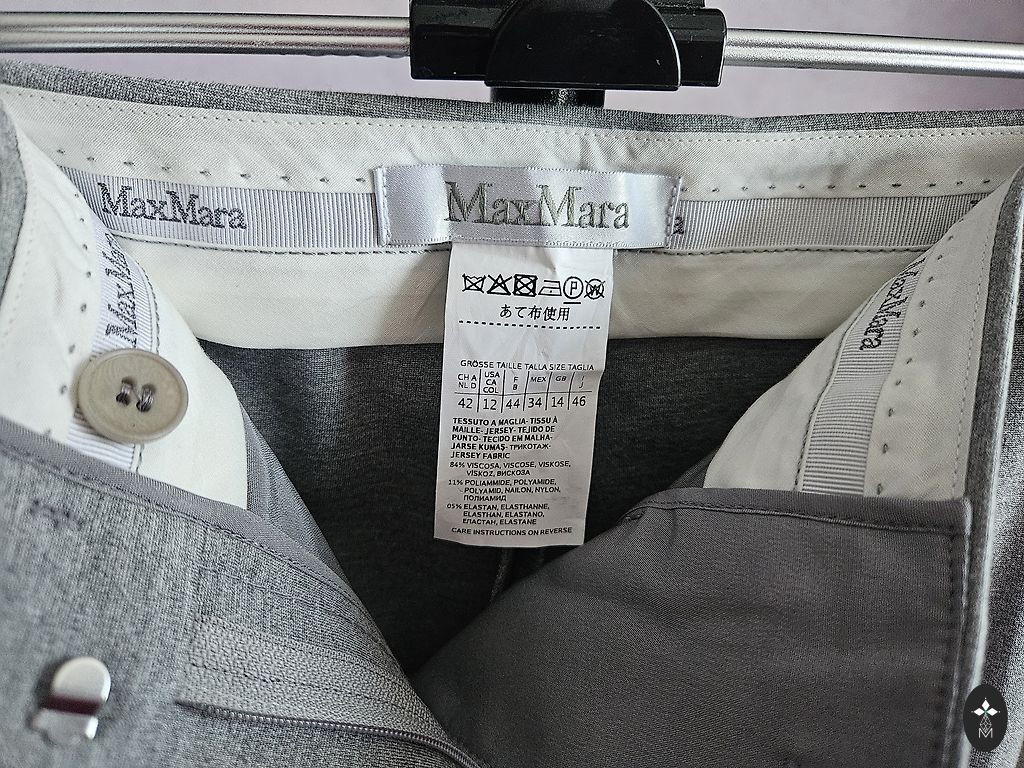 MaxMara
MaxMara
a
MaxMara
MaxMara
P
あて布使用
GRÖSSE TAILLE TALLA SIZE TAGLIA
CH A NL D USA CA COL F B MEX GB I J
42 12 44 34 14 46
TESSUTO A MAGLIA- TISSU À
MAILLE- JERSEY- TEJIDO DE
PUNTO- TECIDO EM MALHA-
JARSE KUMAŞ- ТРИКОТАЖ-
JERSEY FABRIC
84% VISCOSA, VISCOSE, VISKOSE,
VİSKOZ, ВИСКОЗА
11% POLIAMMIDE, POLYAMIDE,
POLYAMID, NAILON, NYLON,
ПОЛИАМИД
05% ELASTAN, ELASTHANNE,
ELASTHAN, ELASTANO,
ЕЛАСТАН, ELASTANE
CARE INSTRUCTIONS ON REVERSE
M